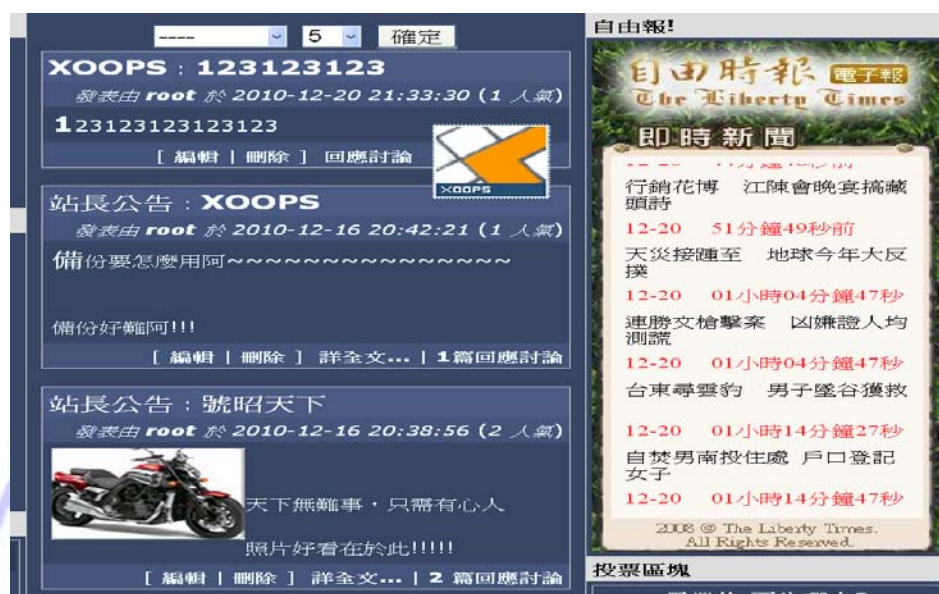 ---- 5 確定
XOOPS : 123123123
發表由 root 於 2010-12-20 21:33:30 (1 人氣)
123123123123123
[ 編輯 | 刪除 ] 回應討論
XOOPS
站長公告 : XOOPS
發表由 root 於 2010-12-16 20:42:21 (1 人氣)
備份要怎麼用阿~~~~~~~~~~~~~~~
備份好難阿!!!
[ 編輯 | 刪除 ] 詳全文... | 1篇回應討論
站長公告 : 號昭天下
發表由 root 於 2010-12-16 20:38:56 (2 人氣)
天下無難事，只需有心人
照片好看在於此!!!!!
[ 編輯 | 刪除 ] 詳全文... | 2 篇回應討論
自由報!
自由時報 電子報
The Liberty Times
即時新聞
行銷花博 江陳會晚宴搞藏
頭詩
12-20 51分鐘49秒前
天災接踵至 地球今年大反
撲
12-20 01小時04分鐘47秒
連勝文槍擊案 凶嫌證人均
測謊
12-20 01小時04分鐘47秒
台東尋雲豹 男子墜谷獲救
12-20 01小時14分鐘27秒
自焚男南投住處 戶口登記
女子
12-20 01小時14分鐘47秒
2008 @ The Liberty Times.
All Rights Reserved.
投票區塊